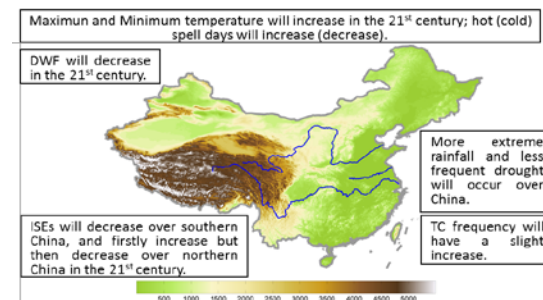 Maximun and Minimum temperature will increase in the 21st century; hot (cold)
spell days will increase (decrease).
DWF will decrease
in the 21st century.
More extreme
rainfall and less
frequent drought
will occur over
China.
ISEs will decrease over southern
China, and firstly increase but
then decrease over northern
China in the 21st century.
TC frequency will
have a slight
increase.
500 1000 1500 2000 2500 3000 3500 4000 4500 5000